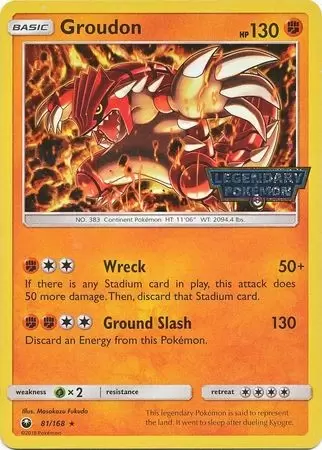 BASIC
Groudon HP 130
LEGENDARY
POKÉMON
NO. 383 Continent Pokémon HT: 11'06" WT: 2094.4 lbs.
Wreck 50+
If there is any Stadium card in play, this attack does
50 more damage. Then, discard that Stadium card.
Ground Slash 130
Discard an Energy from this Pokémon.
weakness × 2 resistance retreat
Illus. Masakazu Fukuda
81/168 ★
©2018 Pokémon
This legendary Pokémon is said to represent
the land. It went to sleep after dueling Kyogre.